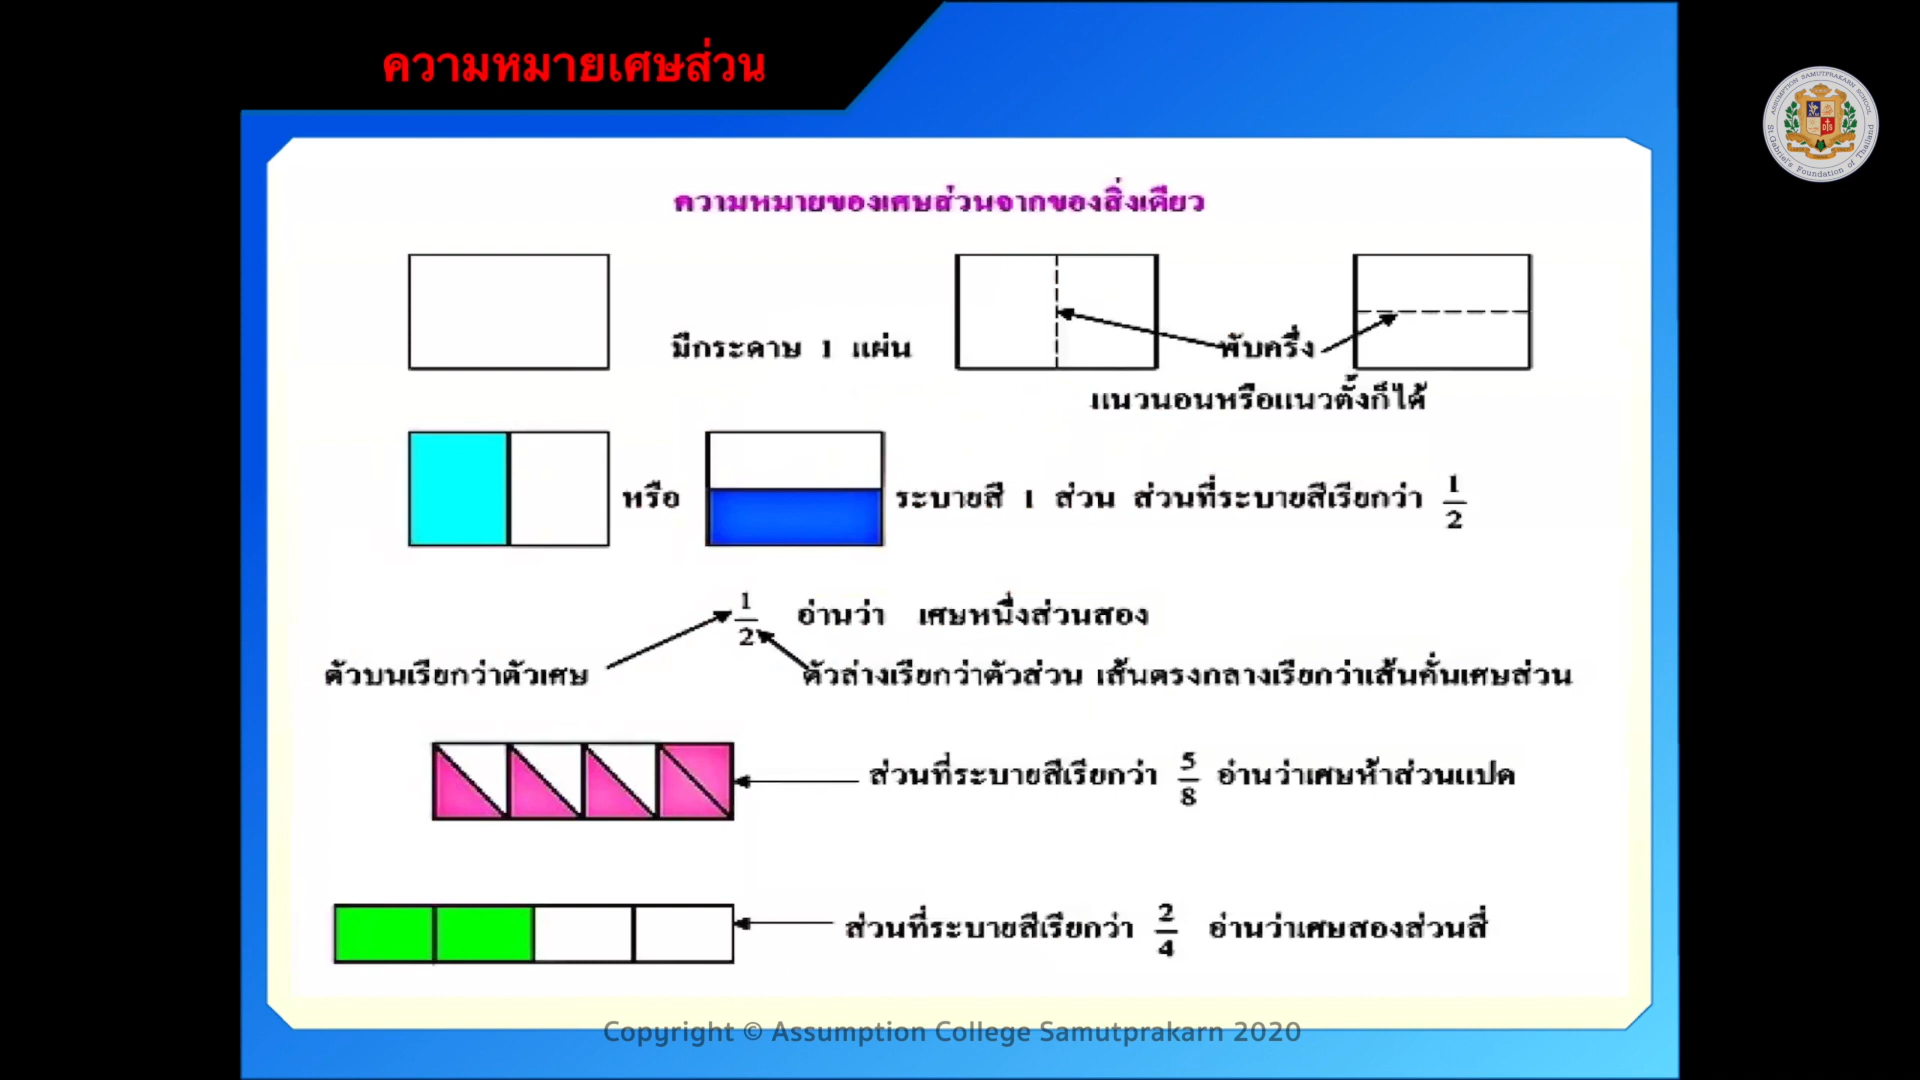 ความหมายเศษส่วน
ASSUMPTION SAMUTPRAKARN SCHOOL
St. Gabriel's Foundation of Thailand
ความหมายของเศษส่วนจากของสิ่งเดียว
มีกระดาษ 1 แผ่น
พับครึ่ง
แนวนอนหรือแนวตั้งก็ได้
หรือ
ระบายสี 1 ส่วน ส่วนที่ระบายสีเรียกว่า 1/2
1/2 อ่านว่า เศษหนึ่งส่วนสอง
ตัวบนเรียกว่าตัวเศษ
ตัวล่างเรียกว่าตัวส่วน เส้นตรงกลางเรียกว่าเส้นคั่นเศษส่วน
ส่วนที่ระบายสีเรียกว่า 5/8 อ่านว่าเศษห้าส่วนแปด
ส่วนที่ระบายสีเรียกว่า 2/4 อ่านว่าเศษสองส่วนสี่
Copyright © Assumption College Samutprakarn 2020